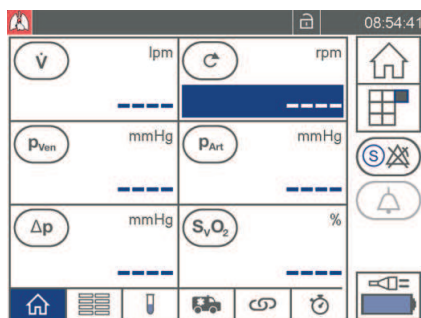 08:54:41
V̇ lpm
rpm
----
----
pVen mmHg
pArt mmHg
----
----
Δp mmHg
SvO₂ %
----
----
S